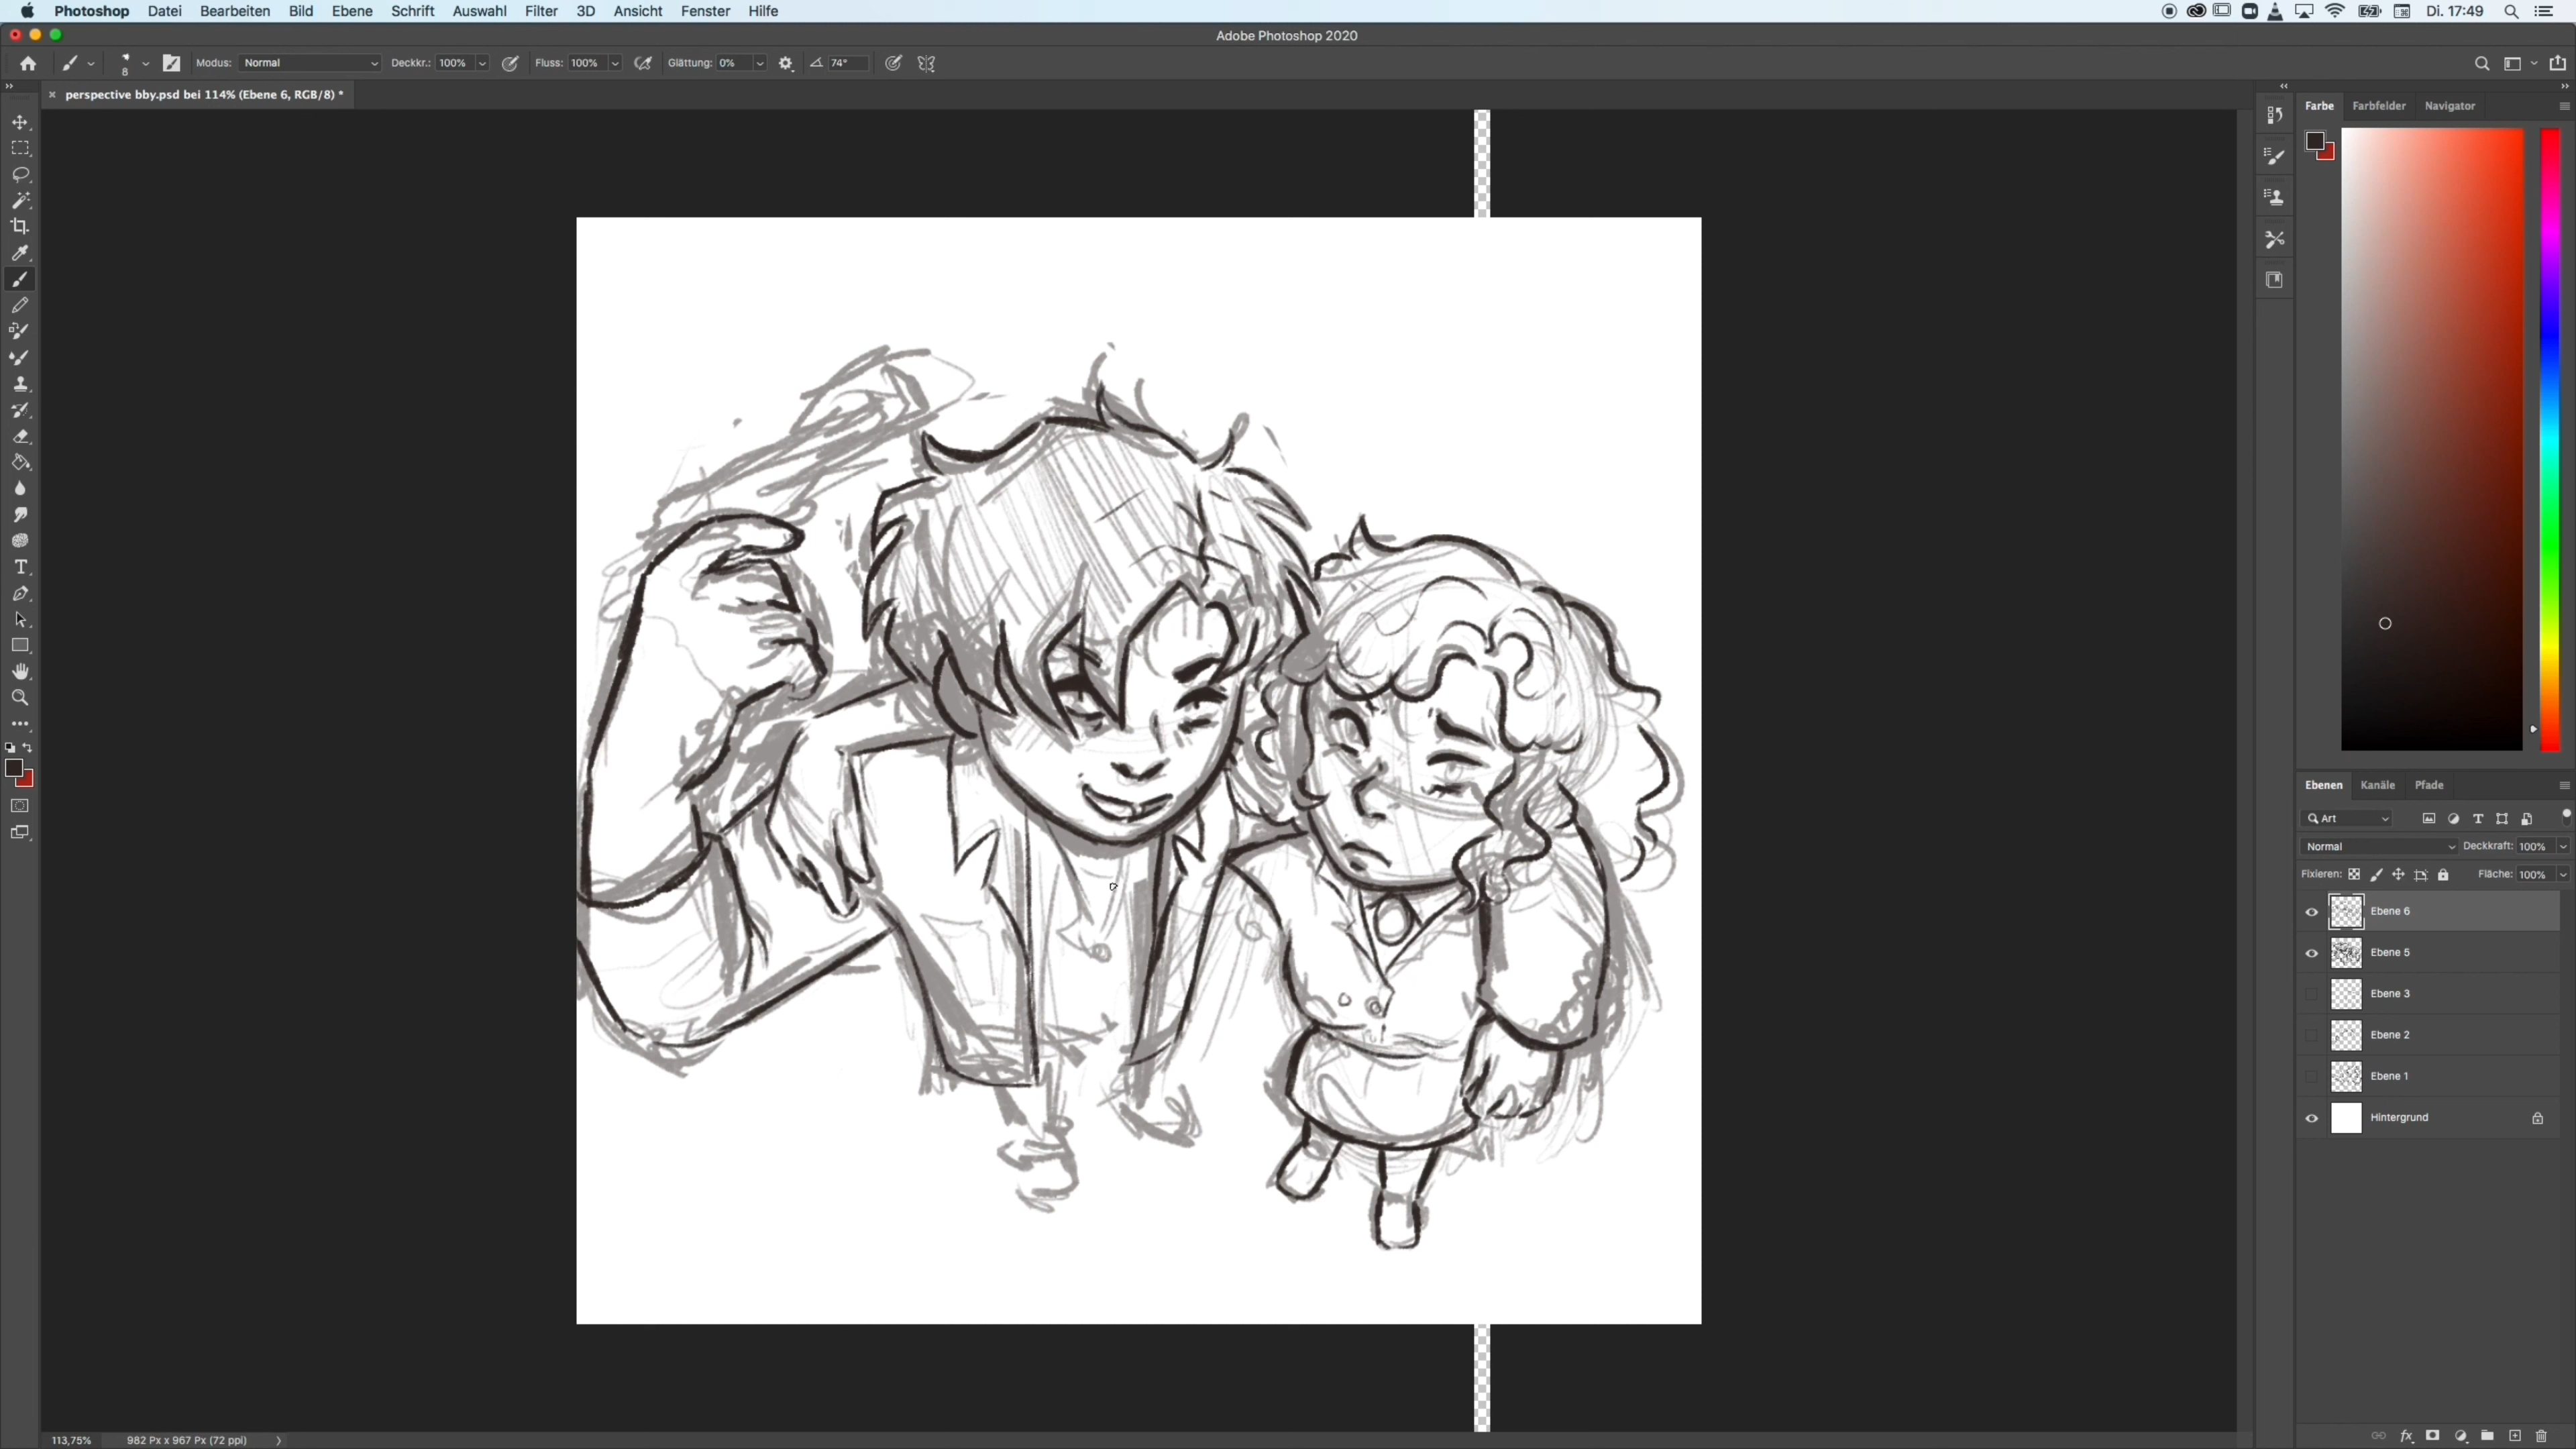 Photoshop Datei Bearbeiten Bild Ebene Schrift Auswahl Filter 3D Ansicht Fenster Hilfe Di. 17:49
Adobe Photoshop 2020
8 Modus: Normal Deckkr.: 100% Fluss: 100% Glättung: 0% 74°
perspective bby.psd bei 114% (Ebene 6, RGB/8) *
Farbe Farbfelder Navigator
Ebenen Kanäle Pfade
Art
Normal Deckkraft: 100%
Fixieren: Fläche: 100%
Ebene 6
Ebene 5
Ebene 3
Ebene 2
Ebene 1
Hintergrund
113,75% 982 Px x 967 Px (72 ppi)